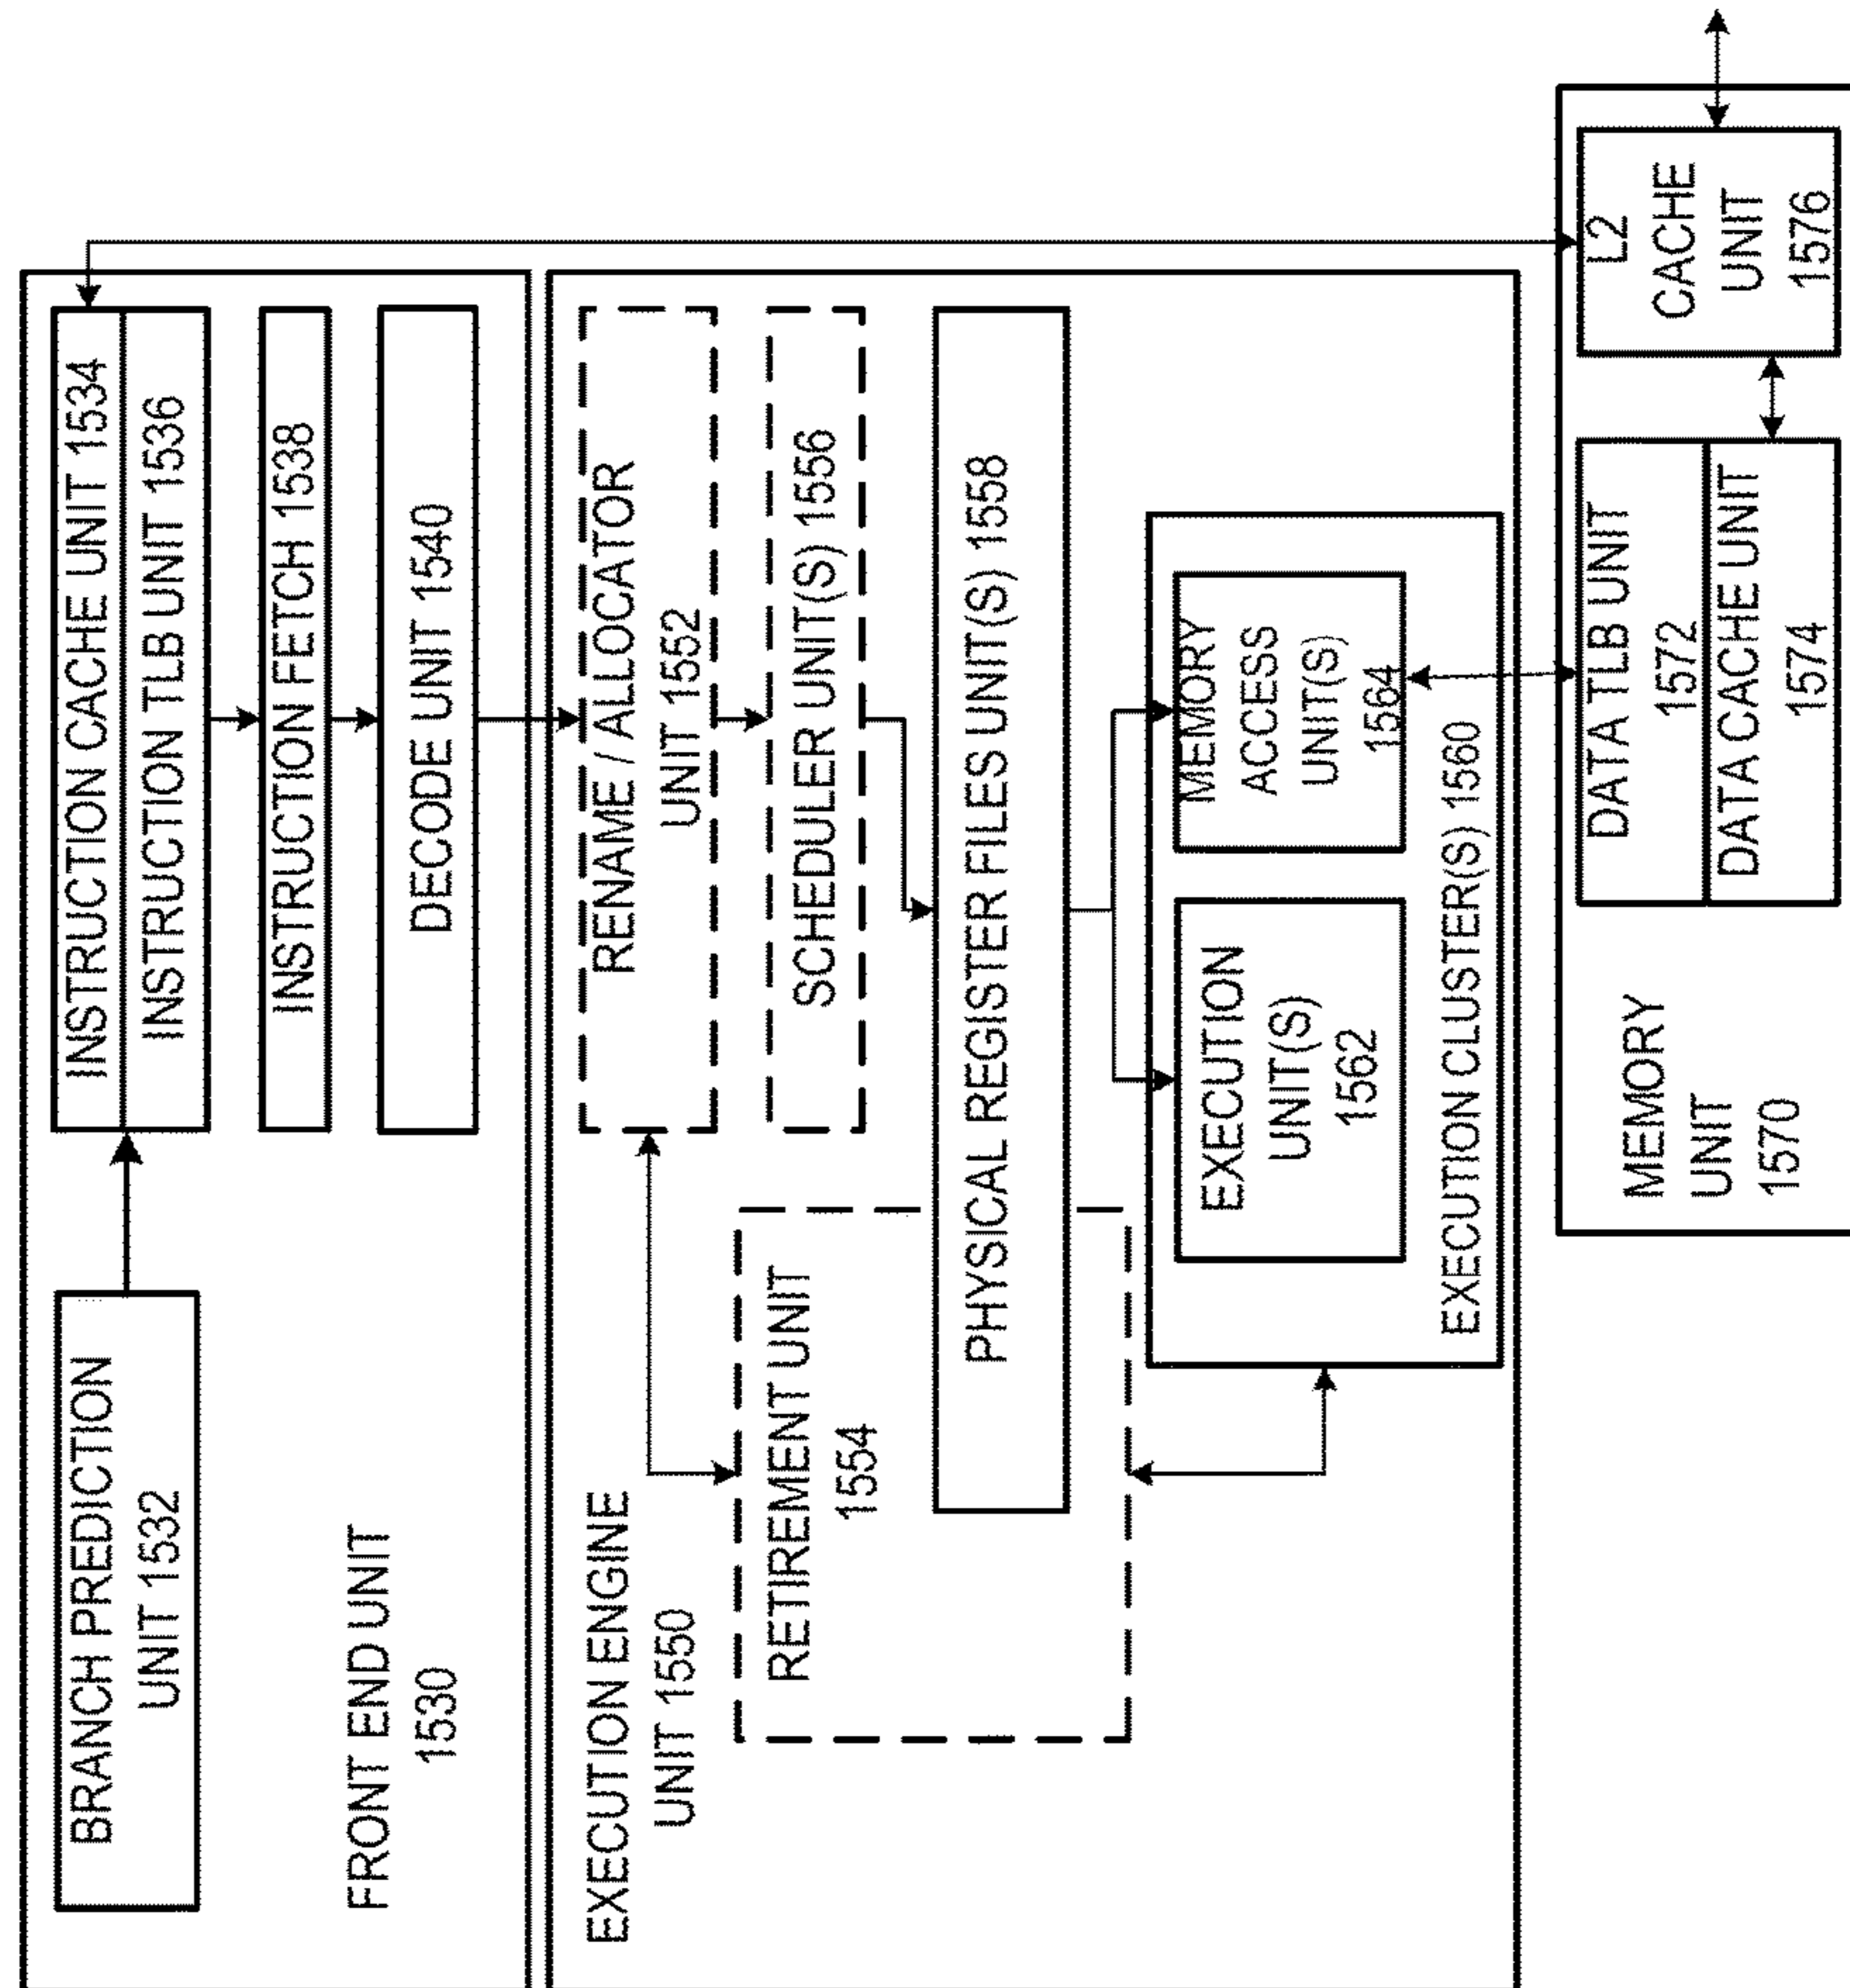 BRANCH PREDICTION
UNIT 1532
INSTRUCTION CACHE UNIT 1534
INSTRUCTION TLB UNIT 1536
INSTRUCTION FETCH 1538
FRONT END UNIT
1530
DECODE UNIT 1540
EXECUTION ENGINE
UNIT 1550
RENAME / ALLOCATOR
UNIT 1552
RETIREMENT UNIT
1554
SCHEDULER UNIT(S) 1556
PHYSICAL REGISTER FILES UNIT(S) 1558
EXECUTION
UNIT(S)
1562
MEMORY
ACCESS
UNIT(S)
1564
EXECUTION CLUSTER(S) 1560
MEMORY
UNIT
1570
DATA TLB UNIT
1572
DATA CACHE UNIT
1574
L2
CACHE
UNIT
1576